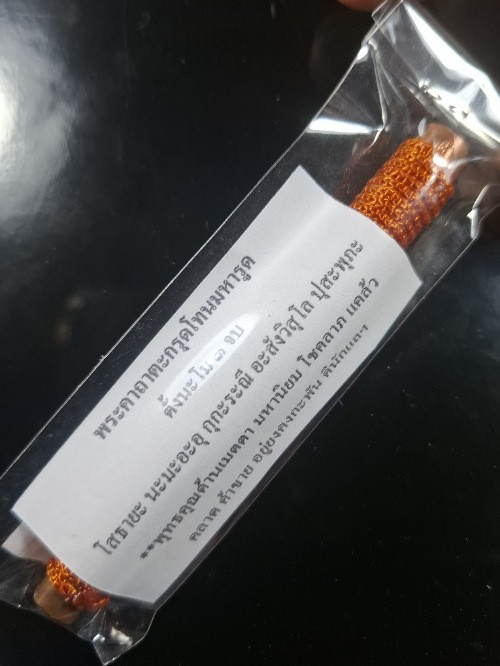 พระคาถาตะกรุดโทนมหารูด
ตั้งนะโม ๓ จบ
โสธายะ นะมะอะอุ กุกะระณี อะสังวิสุโล ปุสะพุภะ
**พุทธคุณด้านเมตตา มหานิยม โชคลาภ แคล้ว
คลาด ค้าขาย อยู่ยงคงกะพัน ดีนักแลฯ